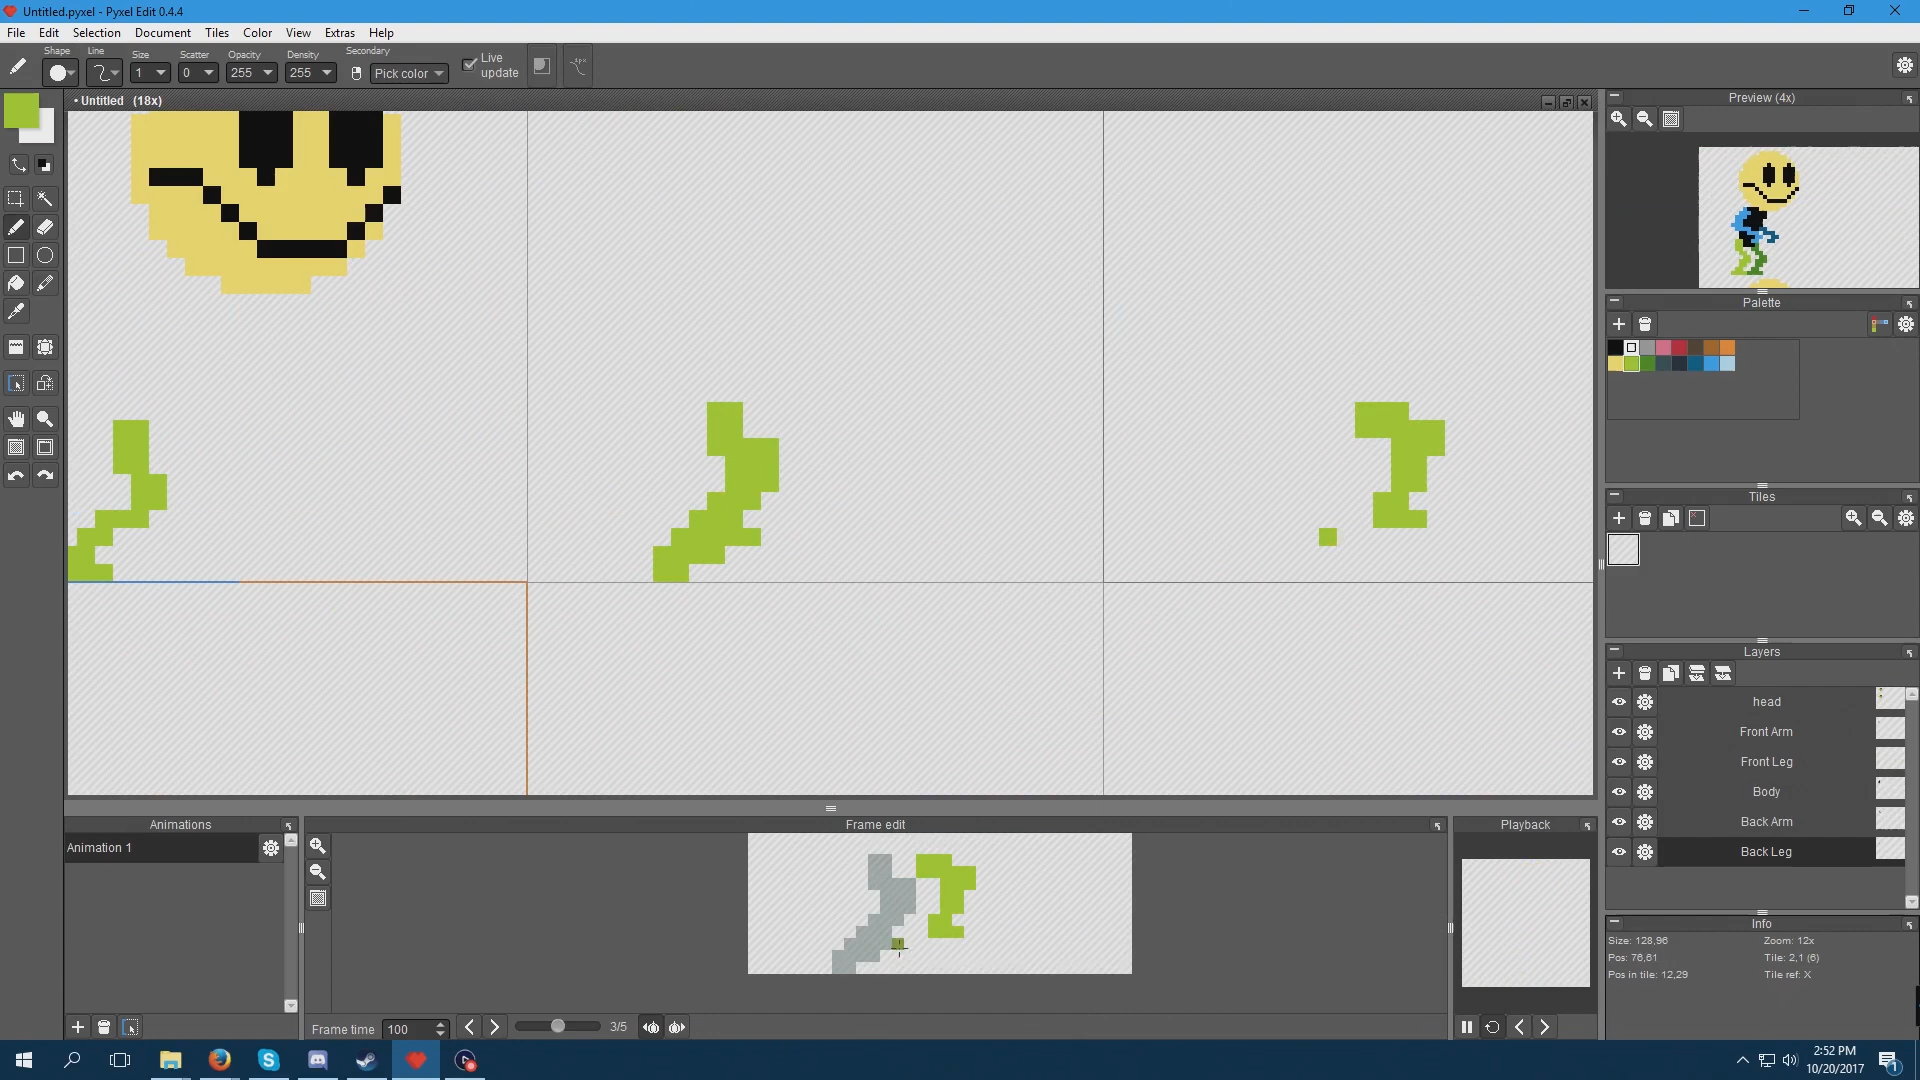 Untitled.pyxel - Pyxel Edit 0.4.4
File Edit Selection Document Tiles Color View Extras Help
Shape Line Size Scatter Opacity Density Secondary
1 0 255 255 Pick color Live update
• Untitled (18x)
Preview (4x)
Palette
Tiles
Layers
head
Front Arm
Front Leg
Body
Back Arm
Back Leg
Info
Size: 128,96 Zoom: 12x
Pos: 76,61 Tile: 2,1 (6)
Pos in tile: 12,29 Tile ref: X
Animations
Animation 1
Frame edit
Frame time 100 3/5
Playback
2:52 PM
10/20/2017
1